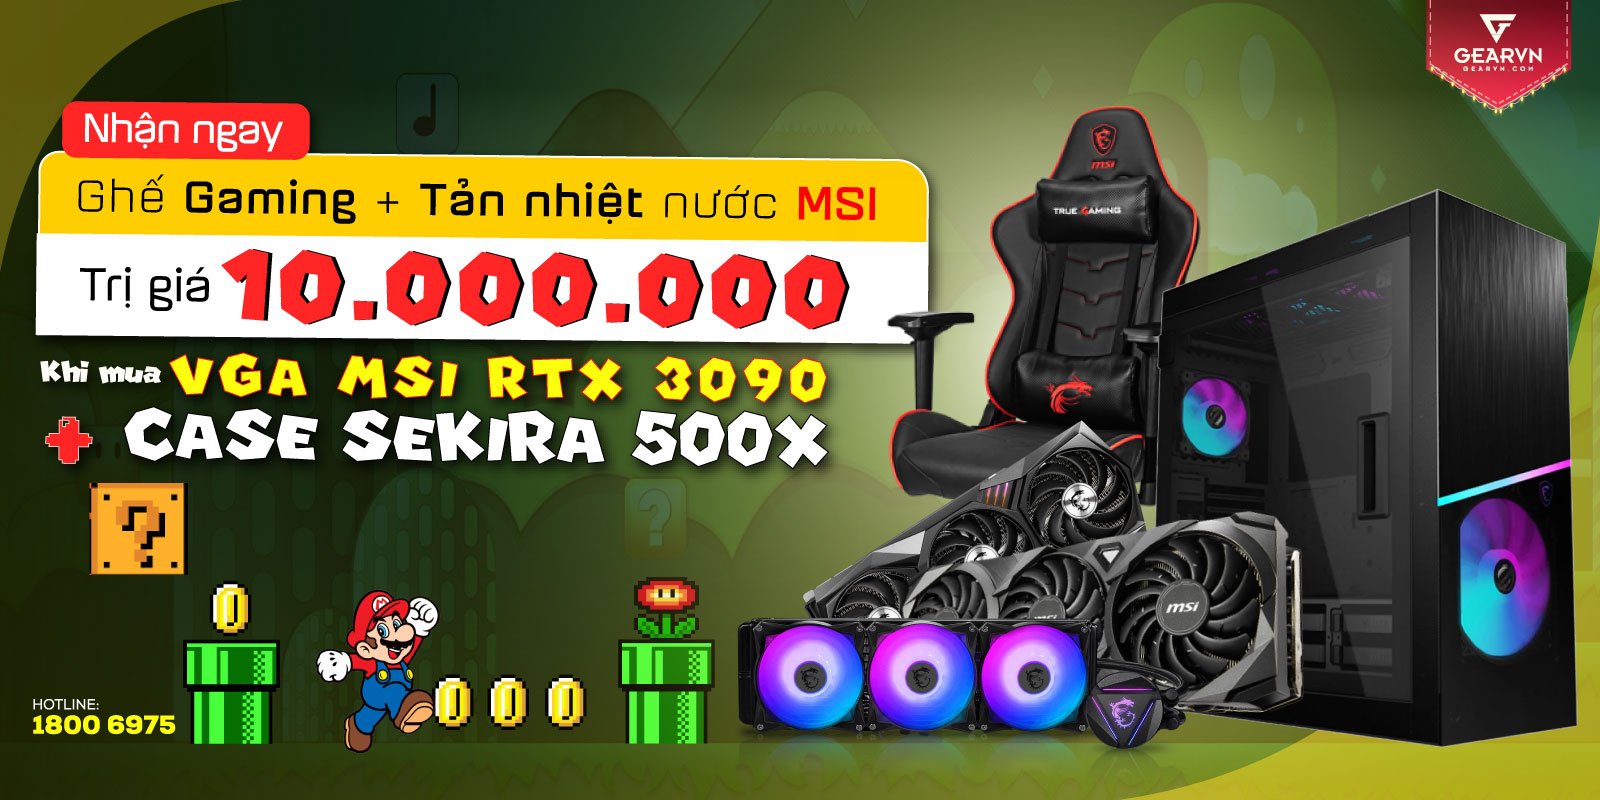 GEARVN
GEARVN.COM
Nhận ngay
Ghế Gaming + Tản nhiệt nước MSI
Trị giá 10.000.000
Khi mua VGA MSI RTX 3090
+ CASE SEKIRA 500X
?
?
HOTLINE:
1800 6975
msi
TRUE GAMING
msi